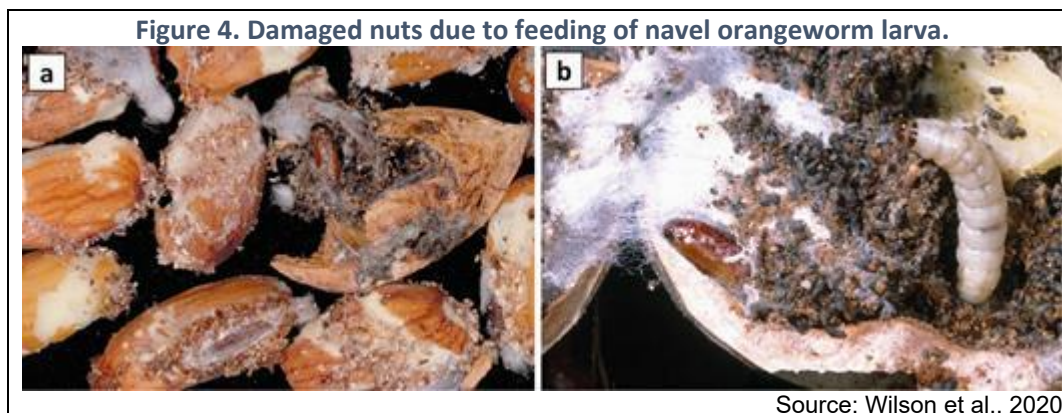 Figure 4. Damaged nuts due to feeding of navel orangeworm larva.
a
b
Source: Wilson et al., 2020